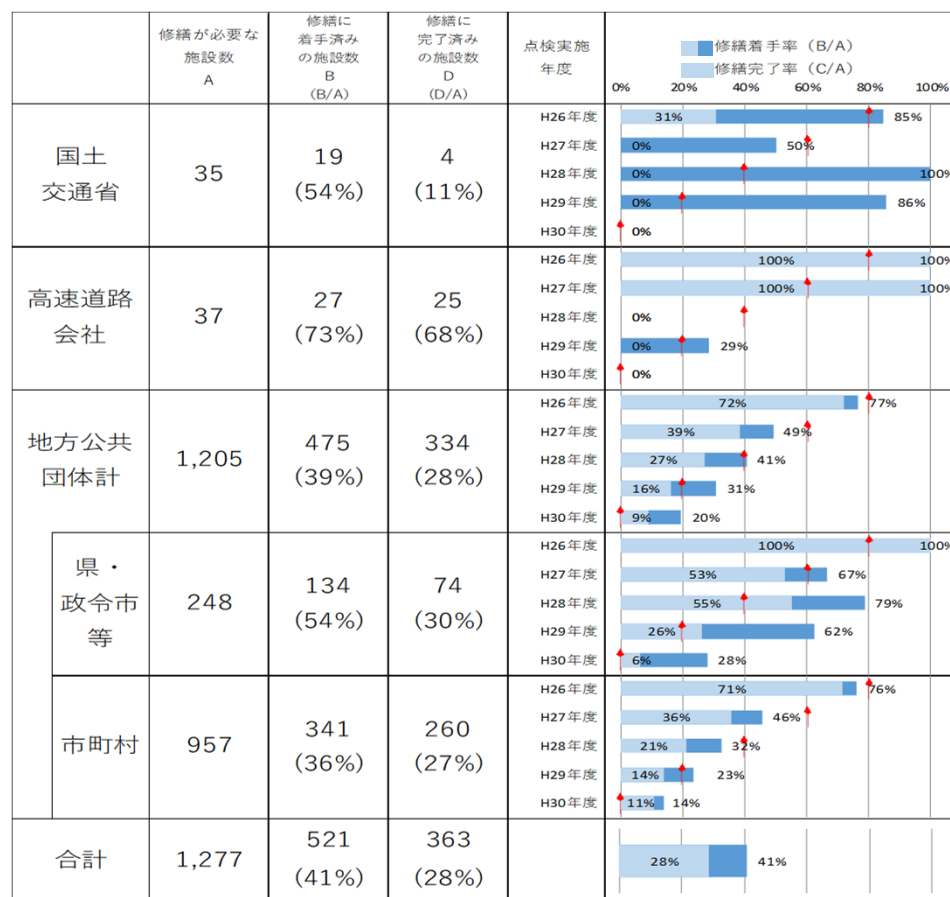 修繕が必要な
施設数
A
修繕に
着手済み
の施設数
B
(B/A)
修繕に
完了済み
の施設数
D
(D/A)
点検実施
年度
修繕着手率（B/A）
修繕完了率（C/A）
0% 20% 40% 60% 80% 100%
国土
交通省
35
19
(54%)
4
(11%)
H26年度 31% 85%
H27年度 0% 50%
H28年度 0% 100%
H29年度 0% 86%
H30年度 0%
高速道路
会社
37
27
(73%)
25
(68%)
H26年度 100% 100%
H27年度 100% 100%
H28年度 0%
H29年度 0% 29%
H30年度 0%
地方公共
団体計
1,205
475
(39%)
334
(28%)
H26年度 72% 77%
H27年度 39% 49%
H28年度 27% 41%
H29年度 16% 31%
H30年度 9% 20%
県・
政令市
等
248
134
(54%)
74
(30%)
H26年度 100% 100%
H27年度 53% 67%
H28年度 55% 79%
H29年度 26% 62%
H30年度 6% 28%
市町村
957
341
(36%)
260
(27%)
H26年度 71% 76%
H27年度 36% 46%
H28年度 21% 32%
H29年度 14% 23%
H30年度 11% 14%
合計
1,277
521
(41%)
363
(28%)
28% 41%